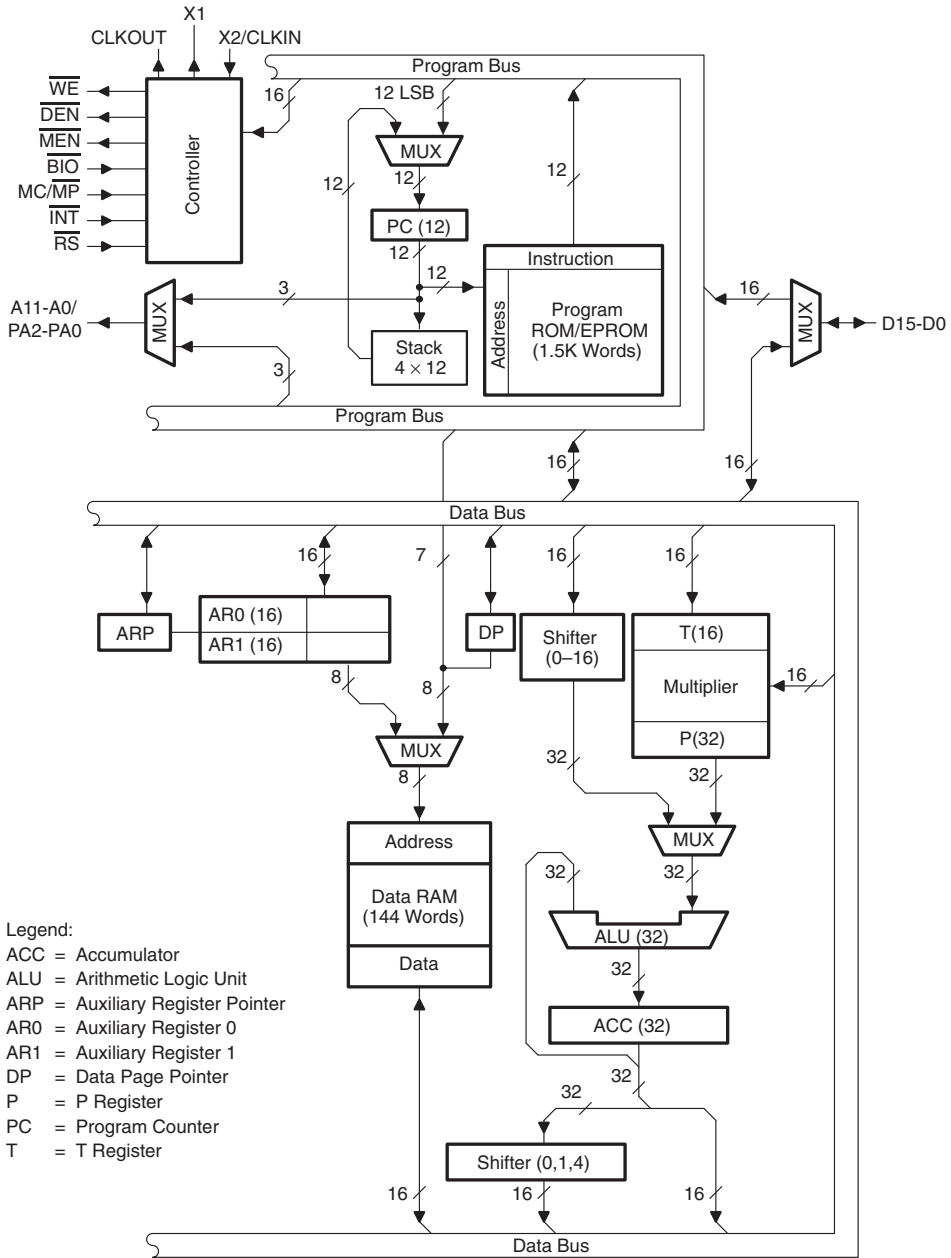 X1
CLKOUT
X2/CLKIN
Program Bus
WE
DEN
MEN
BIO
MC/MP
INT
RS
Controller
16
12 LSB
MUX
12
12
12
PC (12)
12
12
Instruction
Address
Program
ROM/EPROM
(1.5K Words)
Stack
4 × 12
A11-A0/
PA2-PA0
MUX
3
3
16
MUX
D15-D0
Program Bus
16
16
Data Bus
16
7
16
16
ARP
AR0 (16)
AR1 (16)
DP
Shifter
(0–16)
T(16)
Multiplier
P(32)
16
8
8
MUX
8
32
32
MUX
Address
Data RAM
(144 Words)
Data
32
32
ALU (32)
32
ACC (32)
32
32
Shifter (0,1,4)
16
16
16
Data Bus
Legend:
ACC = Accumulator
ALU = Arithmetic Logic Unit
ARP = Auxiliary Register Pointer
AR0 = Auxiliary Register 0
AR1 = Auxiliary Register 1
DP = Data Page Pointer
P = P Register
PC = Program Counter
T = T Register